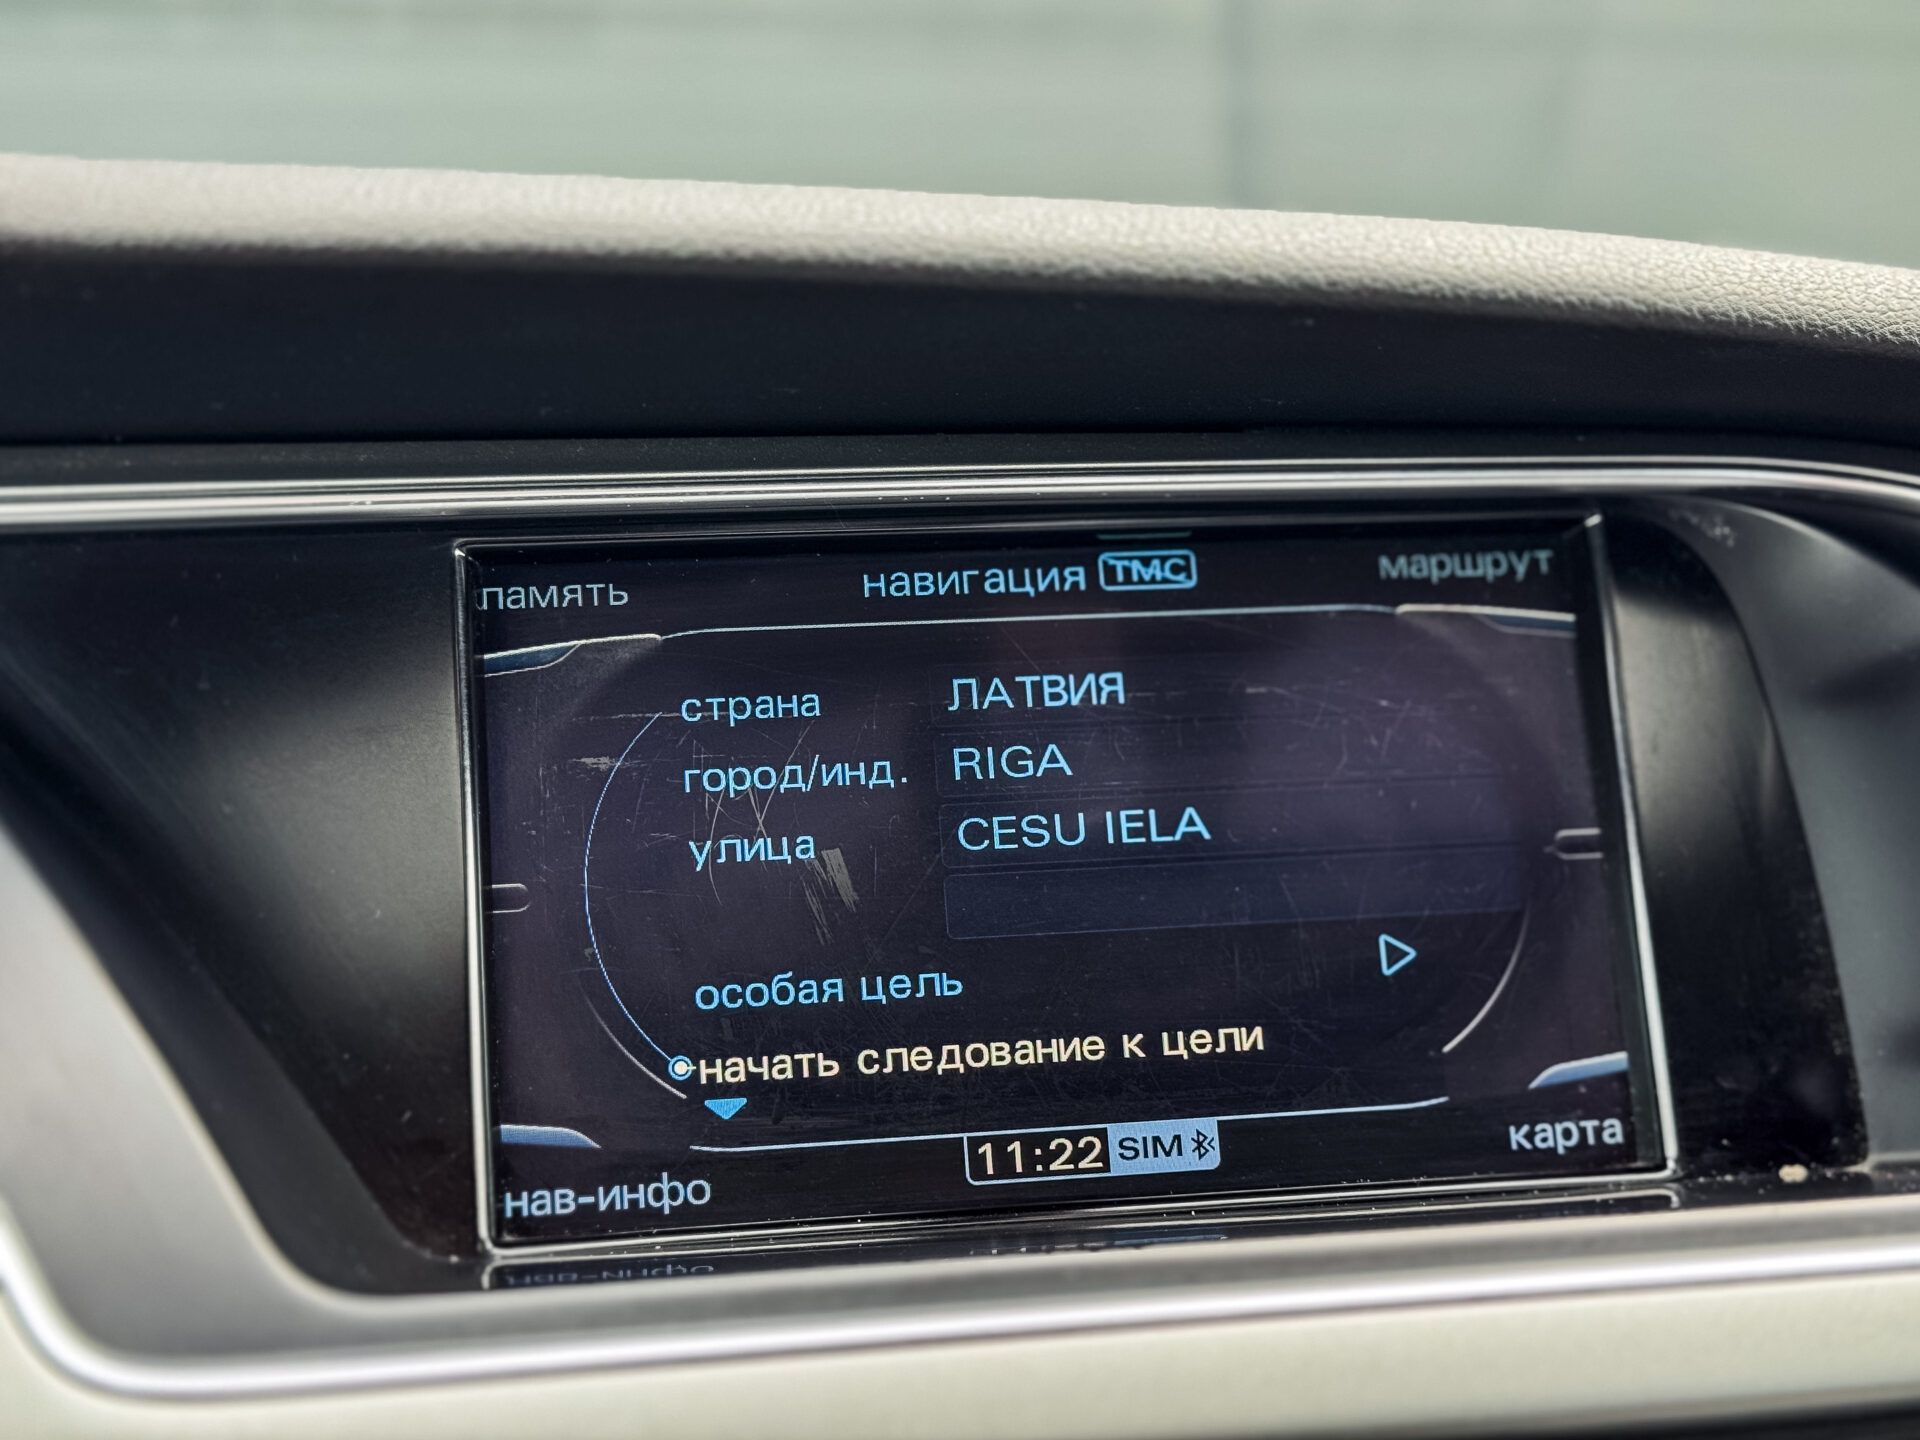 память
навигация TMC
маршрут
страна ЛАТВИЯ
город/инд. RIGA
улица CESU IELA
особая цель
начать следование к цели
11:22 SIM
нав-инфо
карта